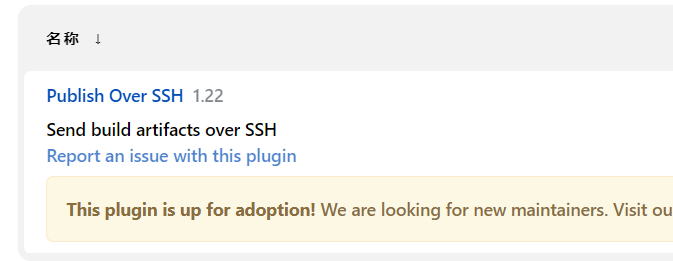 名称 ↓
Publish Over SSH 1.22
Send build artifacts over SSH
Report an issue with this plugin
This plugin is up for adoption! We are looking for new maintainers. Visit ou